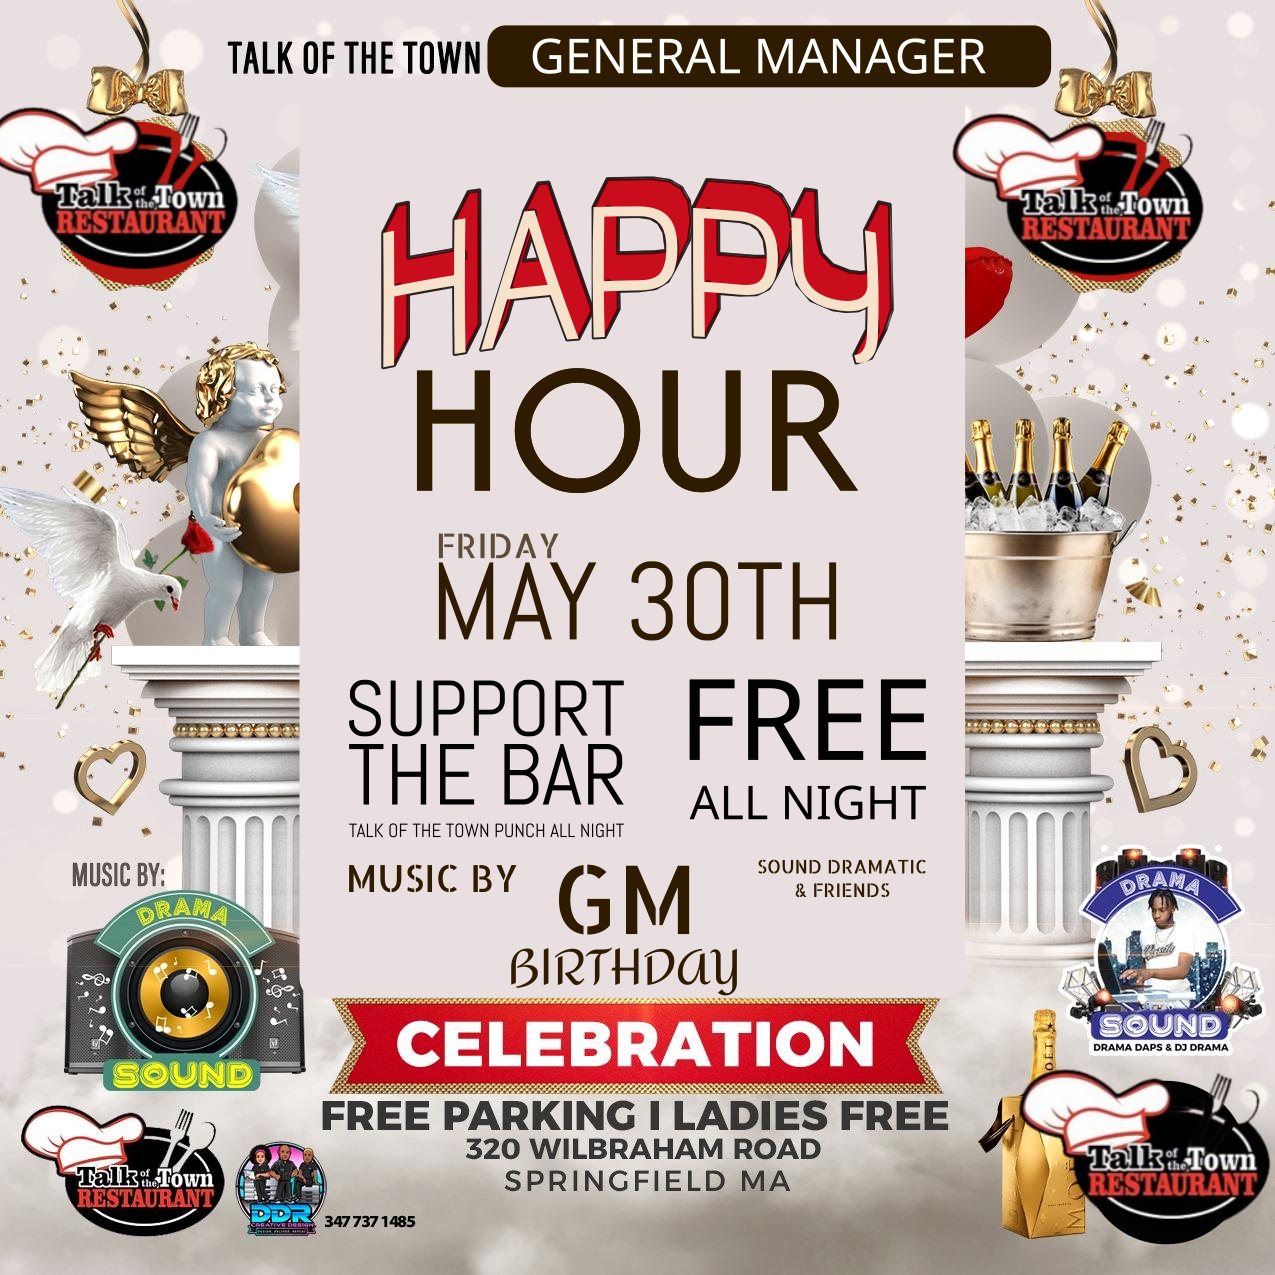 TALK OF THE TOWN GENERAL MANAGER
Talk of the Town
RESTAURANT
Talk of the Town
RESTAURANT
HAPPY
HOUR
FRIDAY
MAY 30TH
SUPPORT
THE BAR
TALK OF THE TOWN PUNCH ALL NIGHT
FREE
ALL NIGHT
MUSIC BY
GM
BIRTHDAY
SOUND DRAMATIC
& FRIENDS
MUSIC BY:
DRAMA
SOUND
DRAMA
SOUND
DRAMA DAPS & DJ DRAMA
CELEBRATION
FREE PARKING I LADIES FREE
320 WILBRAHAM ROAD
SPRINGFIELD MA
Talk of the Town
RESTAURANT
DDR
CREATIVE DESIGN
347 737 1485
Talk of the Town
RESTAURANT